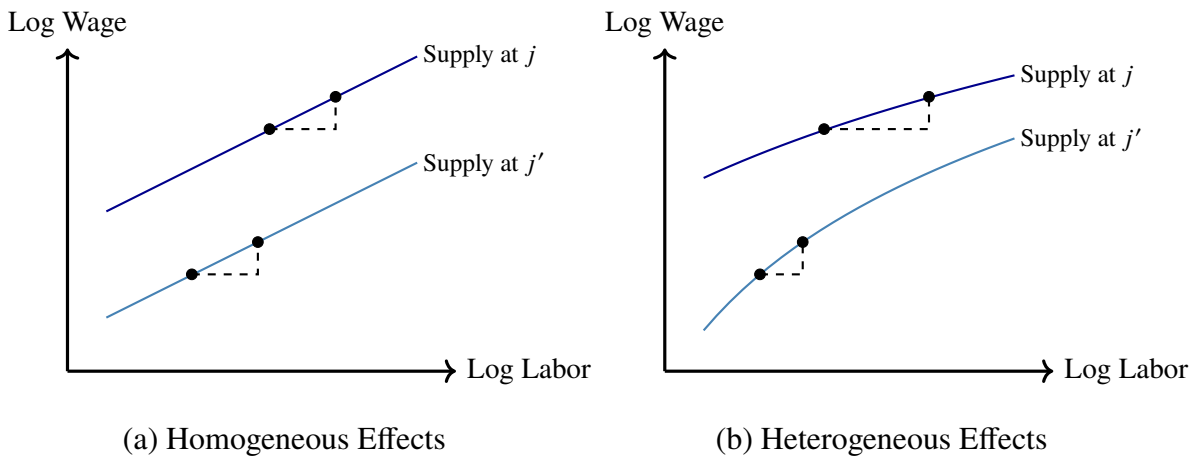 Log Wage
Supply at j
Supply at j′
Log Labor
(a) Homogeneous Effects
Log Wage
Supply at j
Supply at j′
Log Labor
(b) Heterogeneous Effects